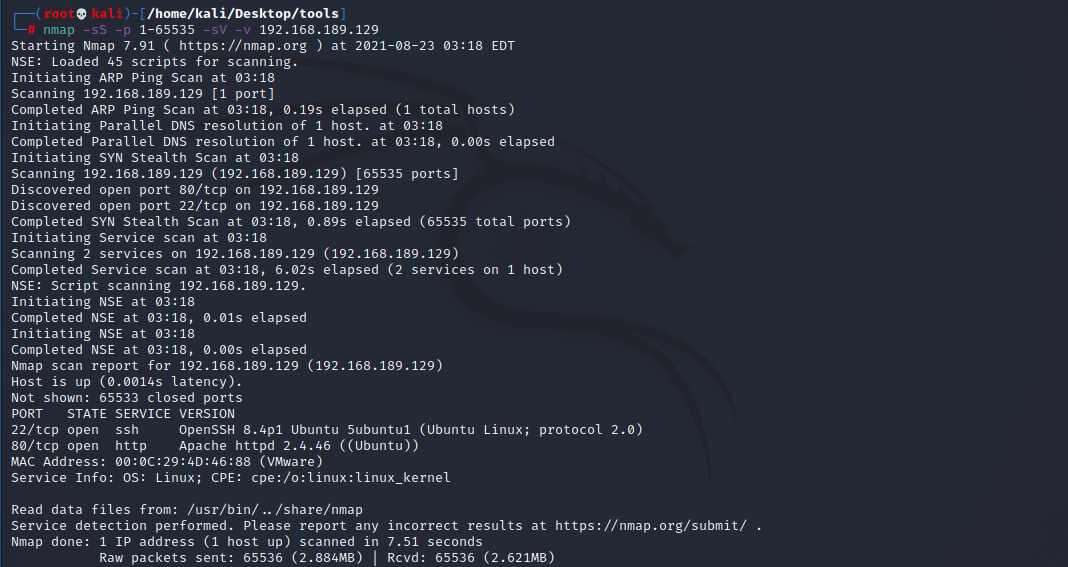 ┌──(root💀kali)-[/home/kali/Desktop/tools]
└─# nmap -sS -p 1-65535 -sV -v 192.168.189.129
Starting Nmap 7.91 ( https://nmap.org ) at 2021-08-23 03:18 EDT
NSE: Loaded 45 scripts for scanning.
Initiating ARP Ping Scan at 03:18
Scanning 192.168.189.129 [1 port]
Completed ARP Ping Scan at 03:18, 0.19s elapsed (1 total hosts)
Initiating Parallel DNS resolution of 1 host. at 03:18
Completed Parallel DNS resolution of 1 host. at 03:18, 0.00s elapsed
Initiating SYN Stealth Scan at 03:18
Scanning 192.168.189.129 (192.168.189.129) [65535 ports]
Discovered open port 80/tcp on 192.168.189.129
Discovered open port 22/tcp on 192.168.189.129
Completed SYN Stealth Scan at 03:18, 0.89s elapsed (65535 total ports)
Initiating Service scan at 03:18
Scanning 2 services on 192.168.189.129 (192.168.189.129)
Completed Service scan at 03:18, 6.02s elapsed (2 services on 1 host)
NSE: Script scanning 192.168.189.129.
Initiating NSE at 03:18
Completed NSE at 03:18, 0.01s elapsed
Initiating NSE at 03:18
Completed NSE at 03:18, 0.00s elapsed
Nmap scan report for 192.168.189.129 (192.168.189.129)
Host is up (0.0014s latency).
Not shown: 65533 closed ports
PORT   STATE SERVICE VERSION
22/tcp open  ssh     OpenSSH 8.4p1 Ubuntu 5ubuntu1 (Ubuntu Linux; protocol 2.0)
80/tcp open  http    Apache httpd 2.4.46 ((Ubuntu))
MAC Address: 00:0C:29:4D:46:88 (VMware)
Service Info: OS: Linux; CPE: cpe:/o:linux:linux_kernel
Read data files from: /usr/bin/../share/nmap
Service detection performed. Please report any incorrect results at https://nmap.org/submit/ .
Nmap done: 1 IP address (1 host up) scanned in 7.51 seconds
           Raw packets sent: 65536 (2.884MB) | Rcvd: 65536 (2.621MB)